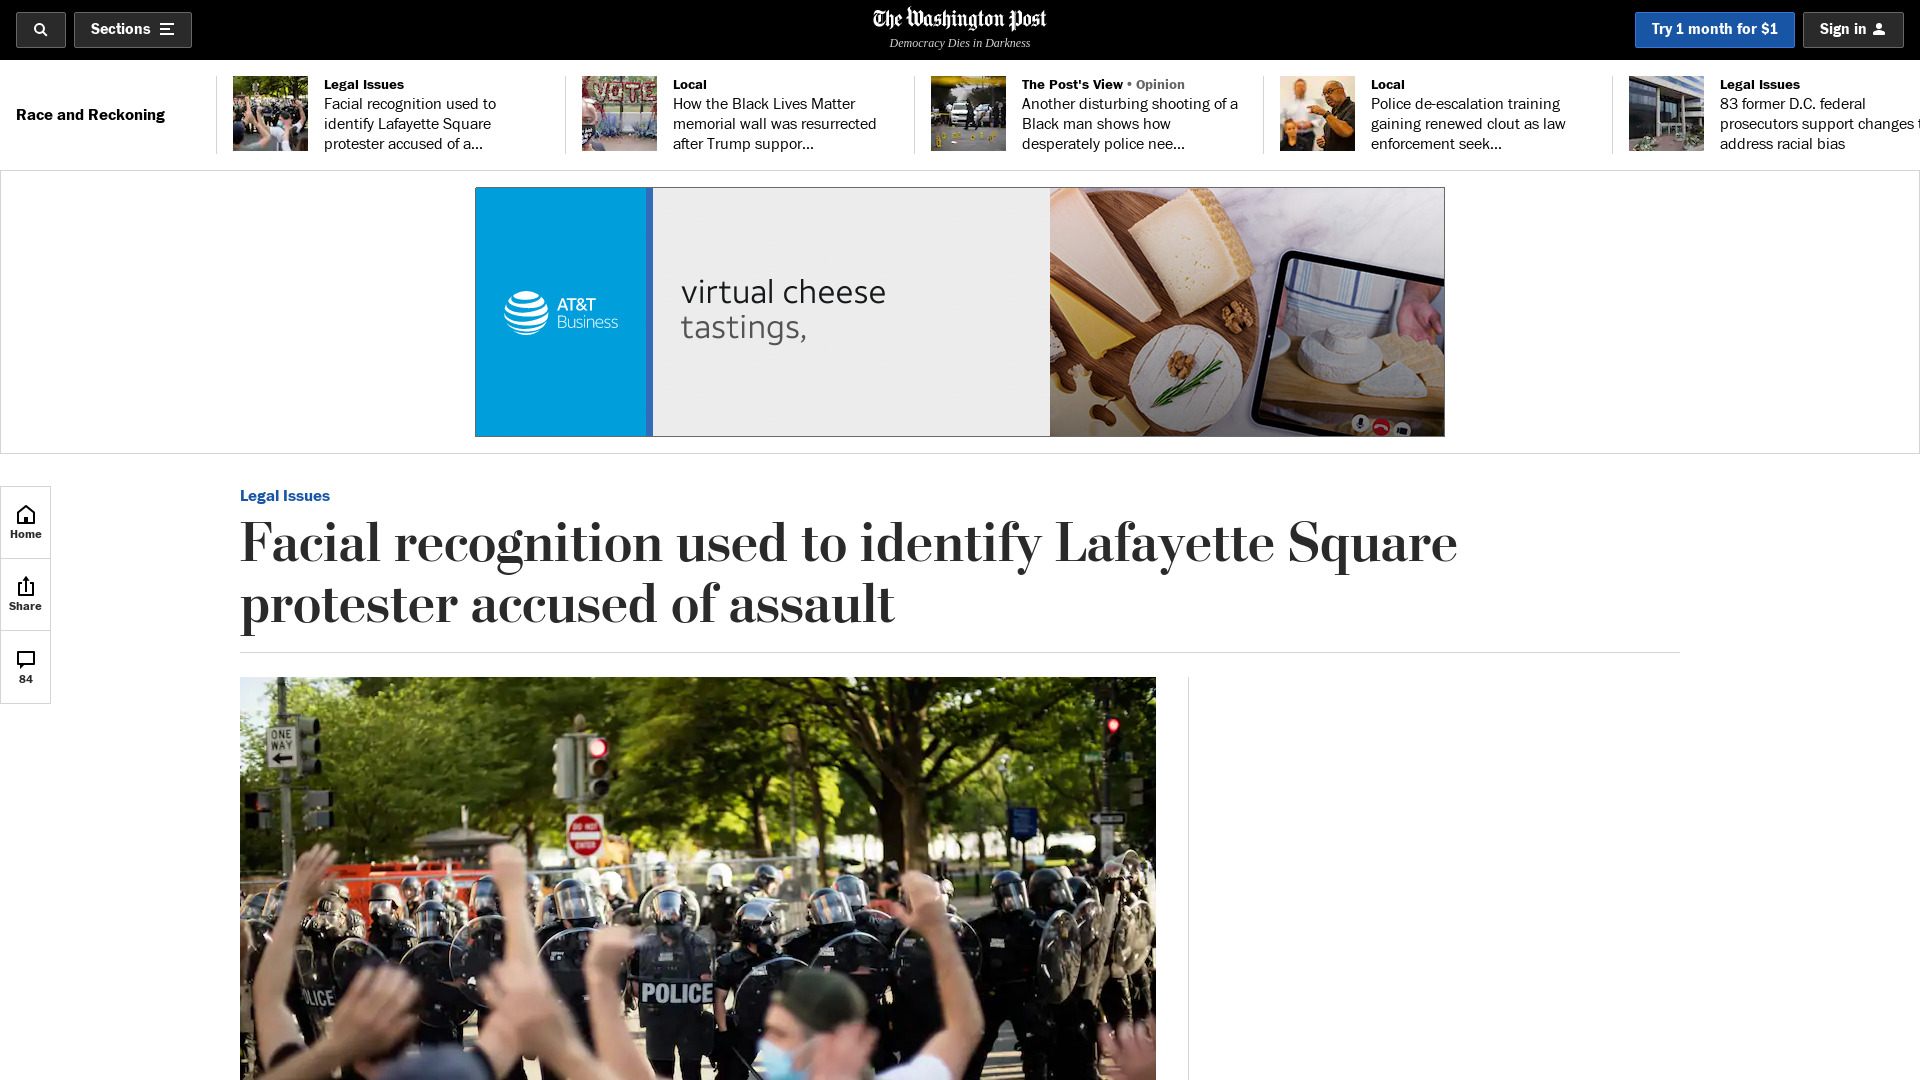 Sections
The Washington Post
Democracy Dies in Darkness
Try 1 month for $1
Sign in
Race and Reckoning
Legal Issues
Facial recognition used to
identify Lafayette Square
protester accused of a...
Local
How the Black Lives Matter
memorial wall was resurrected
after Trump suppor...
The Post's View • Opinion
Another disturbing shooting of a
Black man shows how
desperately police nee...
Local
Police de-escalation training
gaining renewed clout as law
enforcement seek...
Legal Issues
83 former D.C. federal
prosecutors support changes t
address racial bias
VOTE
AT&T
Business
virtual cheese
tastings,
Home
Share
84
Legal Issues
Facial recognition used to identify Lafayette Square
protester accused of assault
ONE
WAY
DO NOT
ENTER
POLICE
POLICE